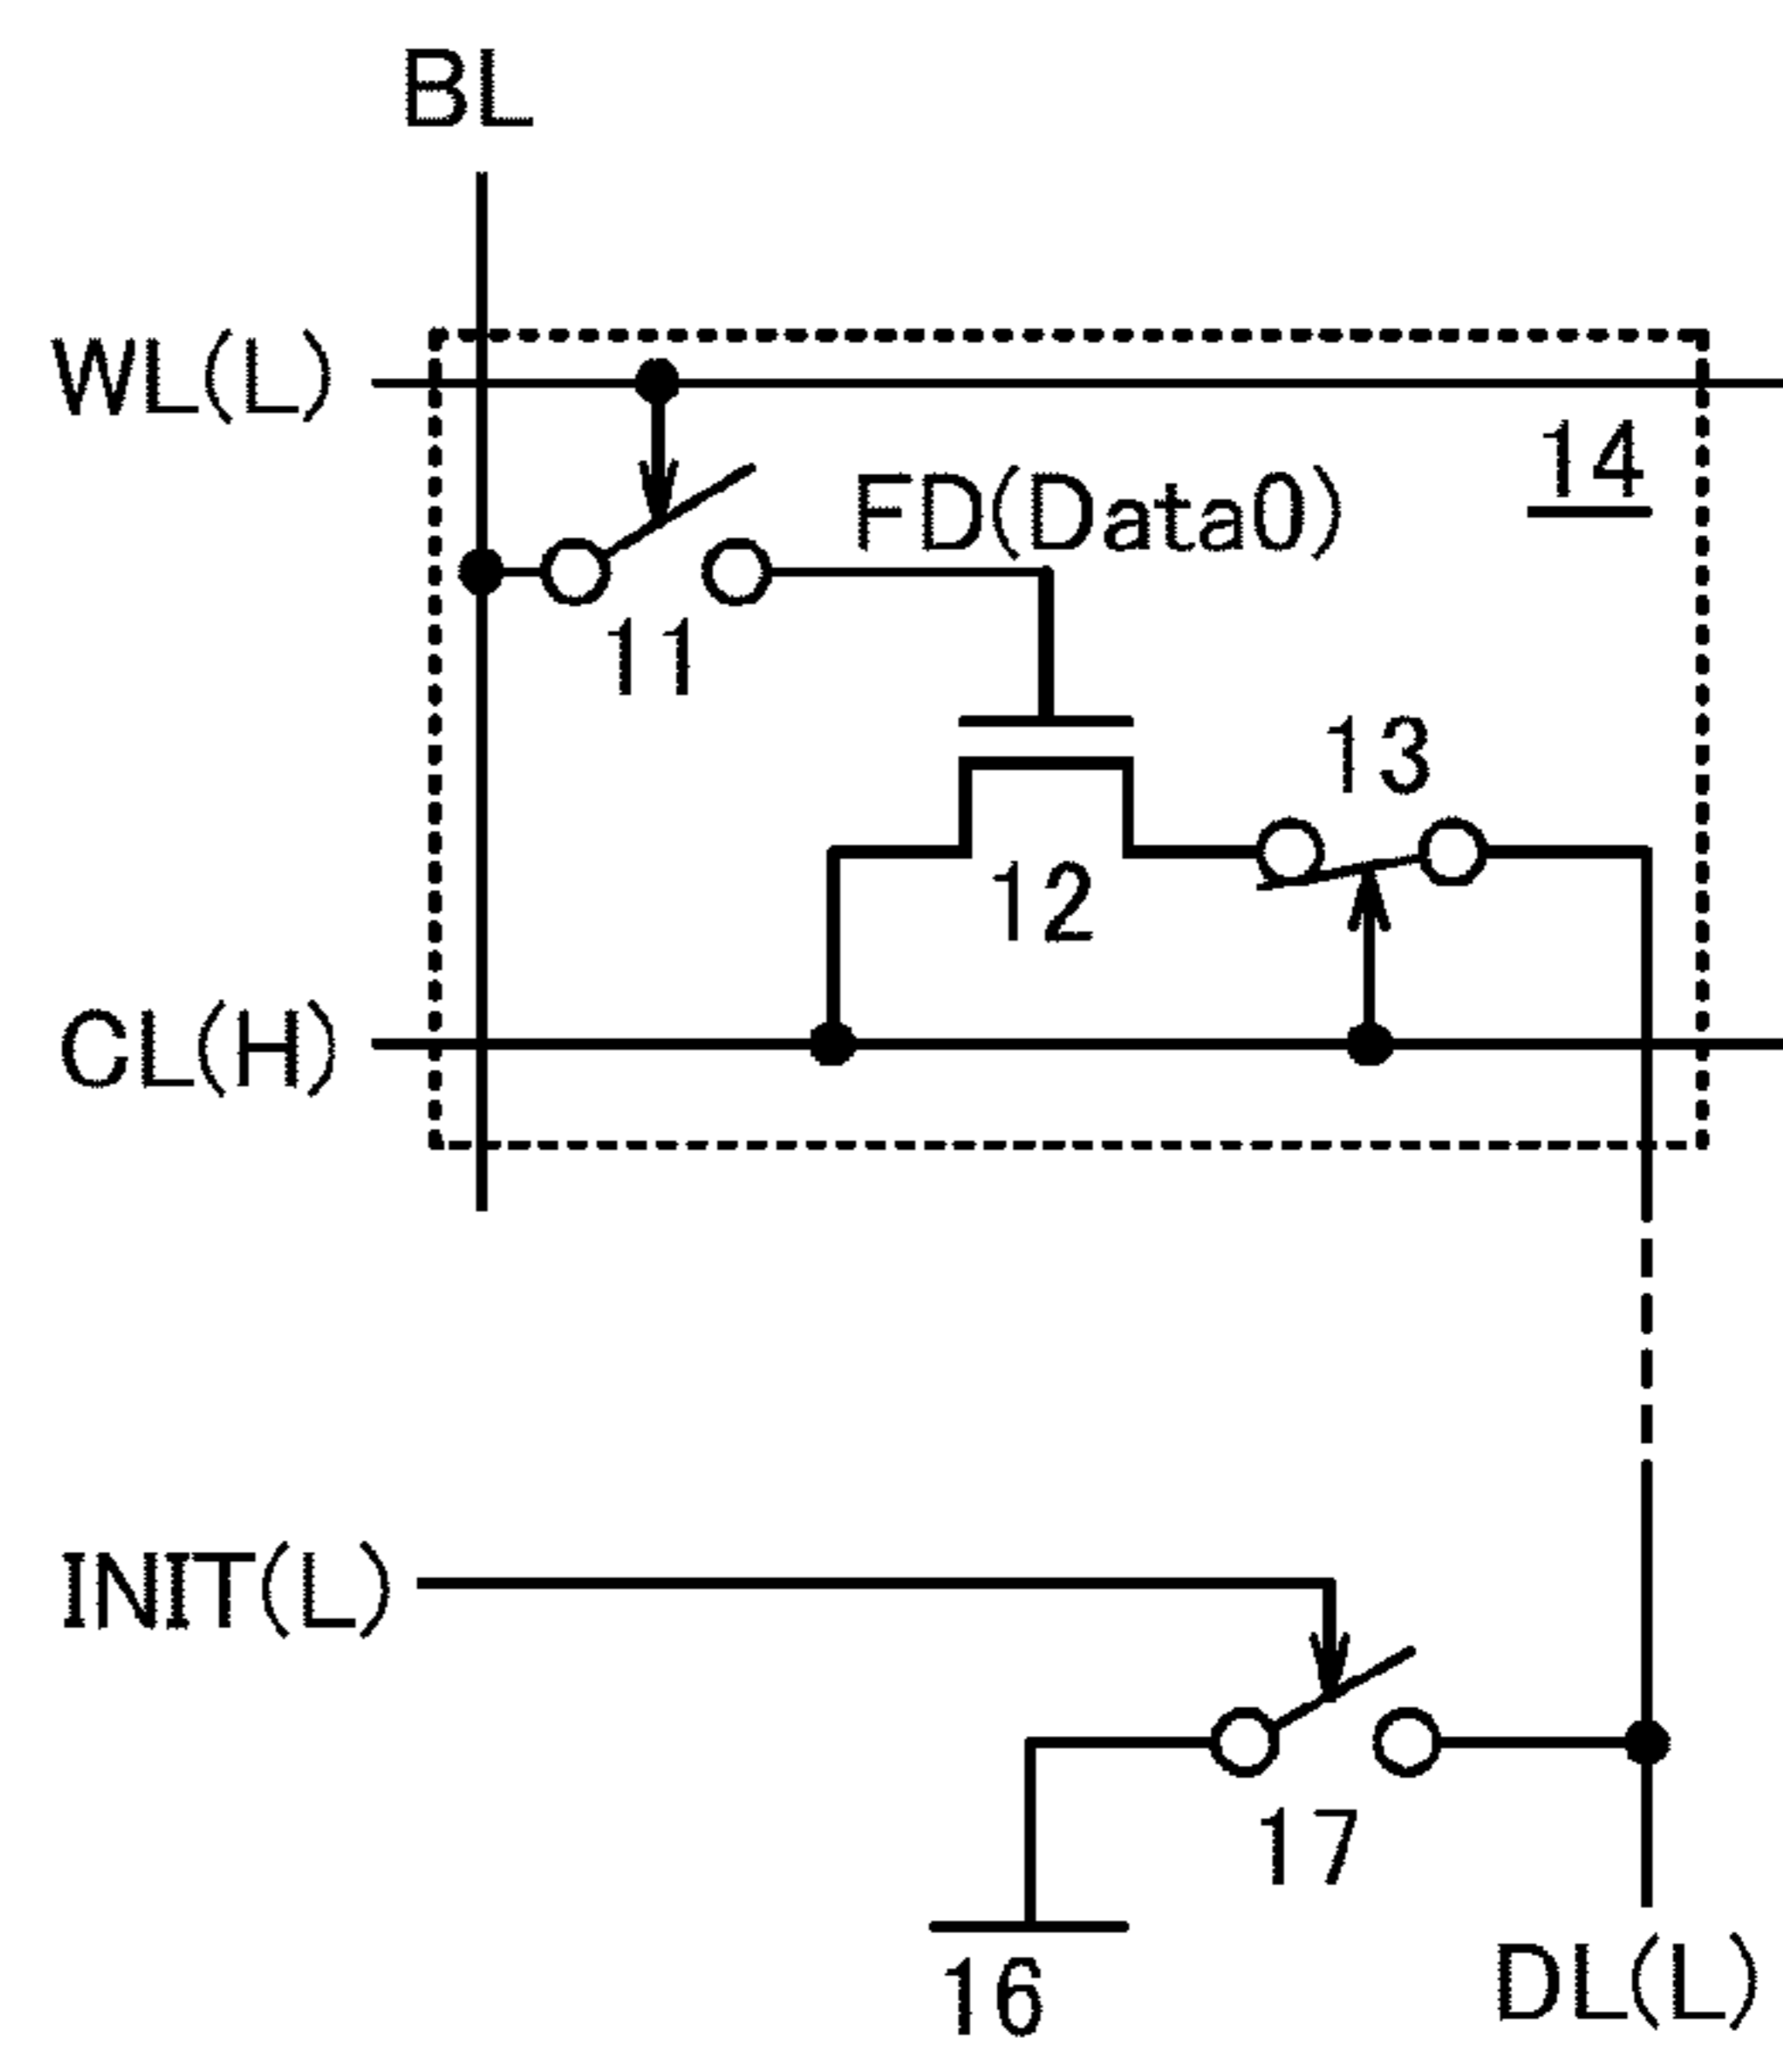 BL
WL(L)
14
FD(Data0)
11
13
12
CL(H)
INIT(L)
17
16
DL(L)